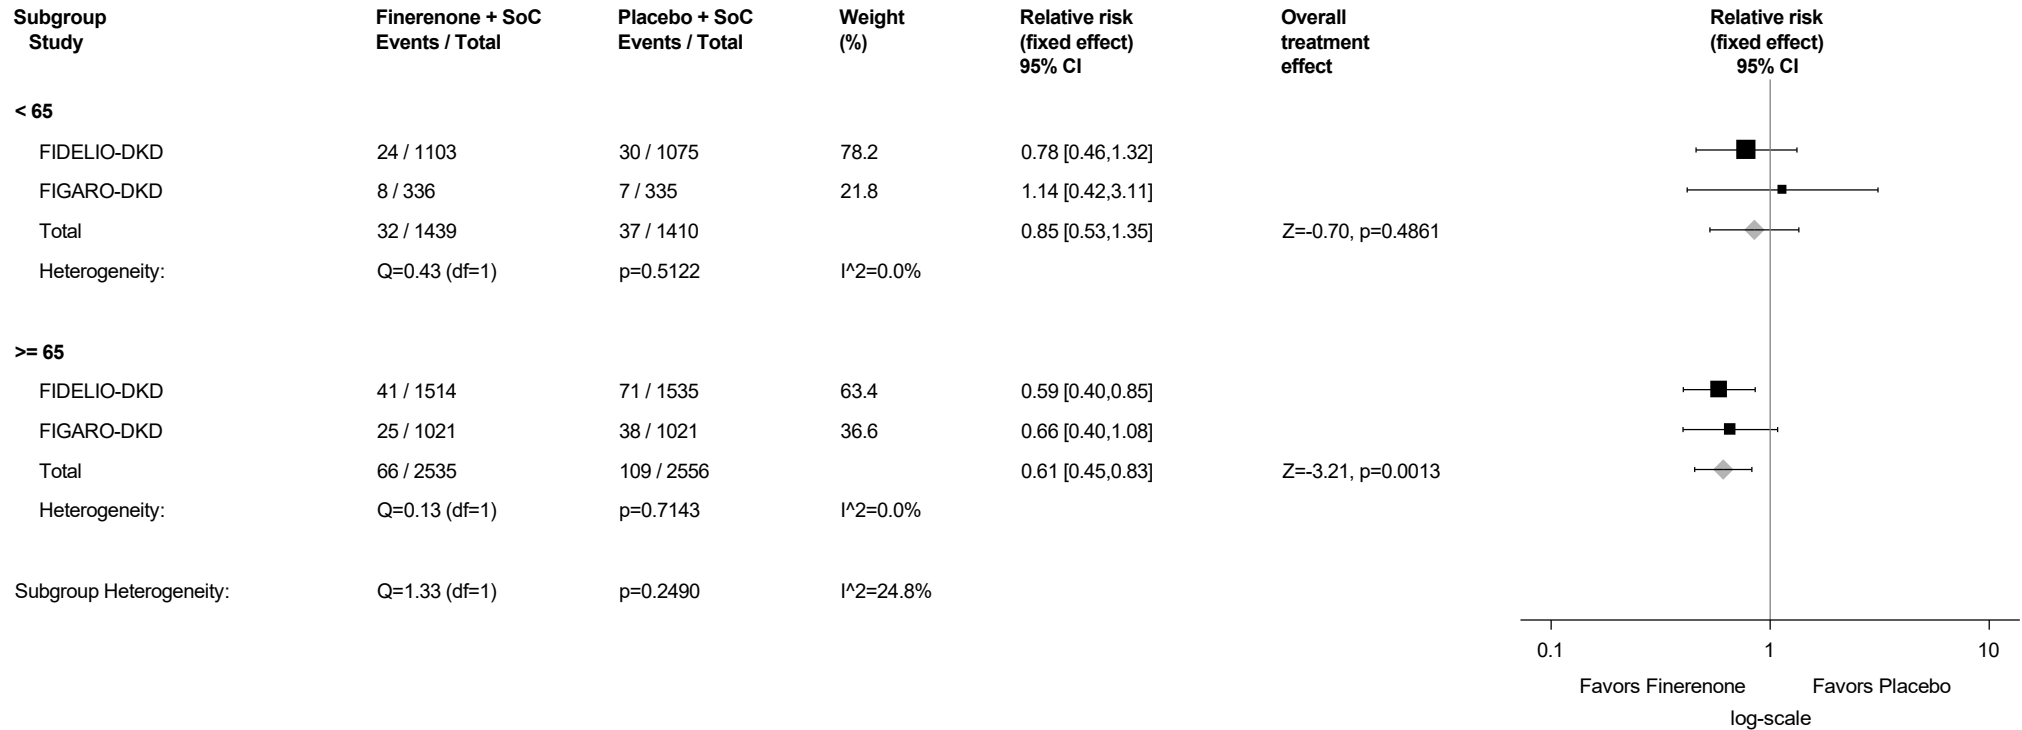 Subgroup Finerenone + SoC Placebo + SoC Weight Relative risk Overall Relative risk
Study Events / Total Events / Total (%) (fixed effect) treatment (fixed effect)
95% CI effect 95% CI
< 65
FIDELIO-DKD 24 / 1103 30 / 1075 78.2 0.78 [0.46,1.32]
FIGARO-DKD 8 / 336 7 / 335 21.8 1.14 [0.42,3.11]
Total 32 / 1439 37 / 1410 0.85 [0.53,1.35] Z=-0.70, p=0.4861
Heterogeneity: Q=0.43 (df=1) p=0.5122 I^2=0.0%
>= 65
FIDELIO-DKD 41 / 1514 71 / 1535 63.4 0.59 [0.40,0.85]
FIGARO-DKD 25 / 1021 38 / 1021 36.6 0.66 [0.40,1.08]
Total 66 / 2535 109 / 2556 0.61 [0.45,0.83] Z=-3.21, p=0.0013
Heterogeneity: Q=0.13 (df=1) p=0.7143 I^2=0.0%
Subgroup Heterogeneity: Q=1.33 (df=1) p=0.2490 I^2=24.8%
0.1 1 10
Favors Finerenone Favors Placebo
log-scale